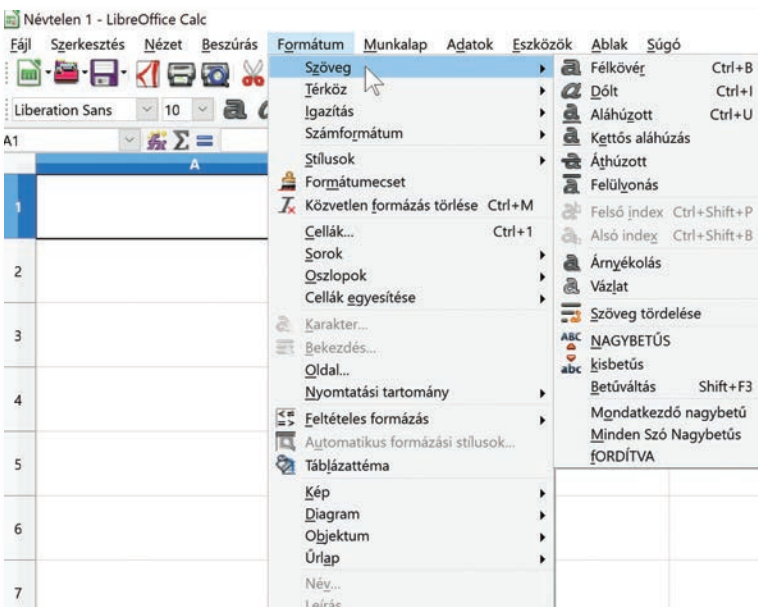 Névtelen 1 - LibreOffice Calc
Fájl Szerkesztés Nézet Beszúrás Formátum Munkalap Adatok Eszközök Ablak Súgó
Liberation Sans 10
A1
A
1
2
3
4
5
6
7
Szöveg
Térköz
Igazítás
Számformátum
Stílusok
Formátumecset
Közvetlen formázás törlése Ctrl+M
Cellák... Ctrl+1
Sorok
Oszlopok
Cellák egyesítése
Karakter...
Bekezdés...
Oldal...
Nyomtatási tartomány
Feltételes formázás
Automatikus formázási stílusok...
Táblázattéma
Kép
Diagram
Objektum
Űrlap
Név...
Leírás
Félkövér Ctrl+B
Dőlt Ctrl+I
Aláhúzott Ctrl+U
Kettős aláhúzás
Áthúzott
Felülvonás
Felső index Ctrl+Shift+P
Alsó index Ctrl+Shift+B
Árnyékolás
Vázlat
Szöveg tördelése
ABC NAGYBETŰS
abc kisbetűs
Betűváltás Shift+F3
Mondatkezdő nagybetű
Minden Szó Nagybetűs
fORDÍTVA